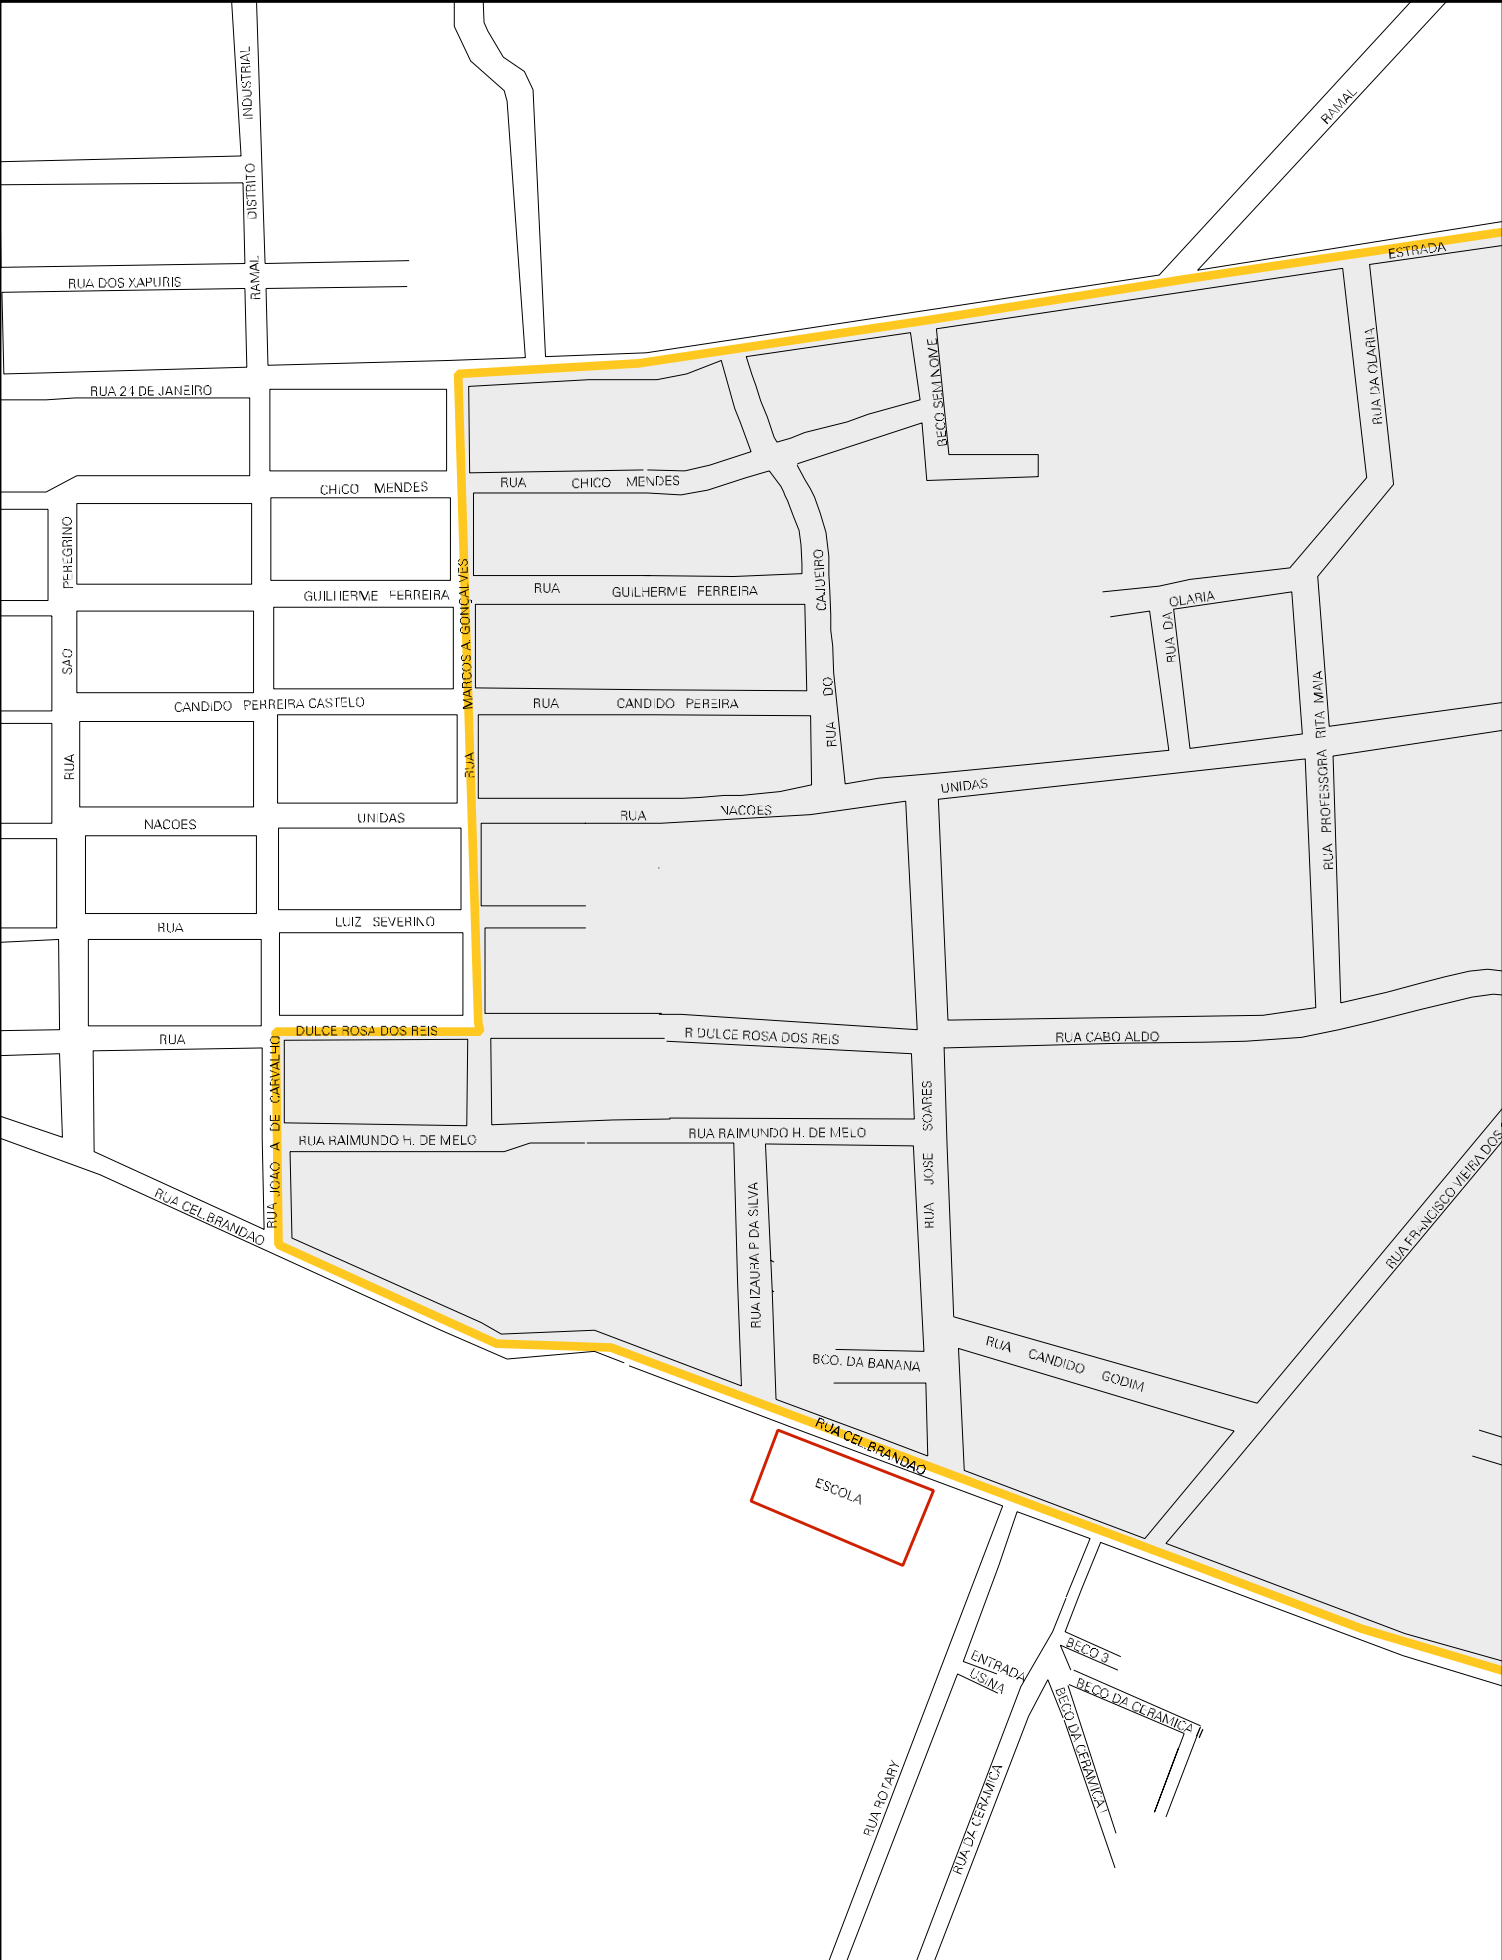 INDUSTRIAL
DISTRITO
RAMAL
RAMAL
ESTRADA
RUA DOS XAPURIS
RUA 24 DE JANEIRO
BECO SEM NOME
RUA DA OLARIA
CHICO MENDES
RUA CHICO MENDES
PEREGRINO
SAO
RUA
GUILHERME FERREIRA
MARCOS A. GONÇALVES
RUA
RUA GUILHERME FERREIRA
CAJUEIRO
DO
RUA
OLARIA
RUA DA
CANDIDO PERREIRA CASTELO
RUA CANDIDO PEREIRA
RUA PROFESSORA RITA MAIA
UNIDAS
NACOES
UNIDAS
RUA NACOES
RUA
LUIZ SEVERINO
RUA
DULCE ROSA DOS REIS
R DULCE ROSA DOS REIS
RUA CABO ALDO
RUA JOAO A DE CARVALHO
RUA RAIMUNDO H. DE MELO
RUA RAIMUNDO H. DE MELO
RUA JOSE SOARES
RUA IZAURA P DA SILVA
RUA FRANCISCO VIEIRA DOS
RUA CEL.BRANDAO
BCO. DA BANANA
RUA CANDIDO GODIM
RUA CEL.BRANDAO
ESCOLA
BECO 3
ENTRADA
USINA
BECO DA CERAMICA
BECO DA CERAMICA I
RUA ROTARY
RUA DA CERAMICA